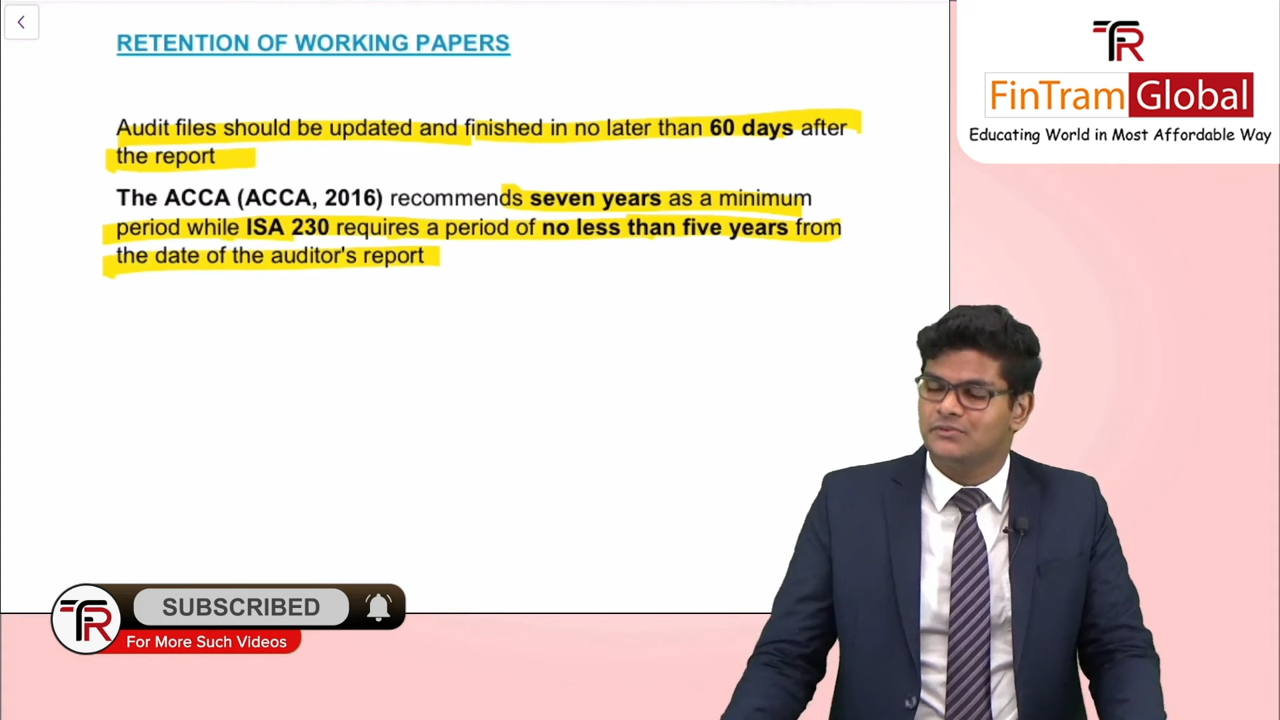 RETENTION OF WORKING PAPERS
Audit files should be updated and finished in no later than 60 days after
the report
The ACCA (ACCA, 2016) recommends seven years as a minimum
period while ISA 230 requires a period of no less than five years from
the date of the auditor's report
TR
FinTram Global
Educating World in Most Affordable Way
TR
SUBSCRIBED
For More Such Videos